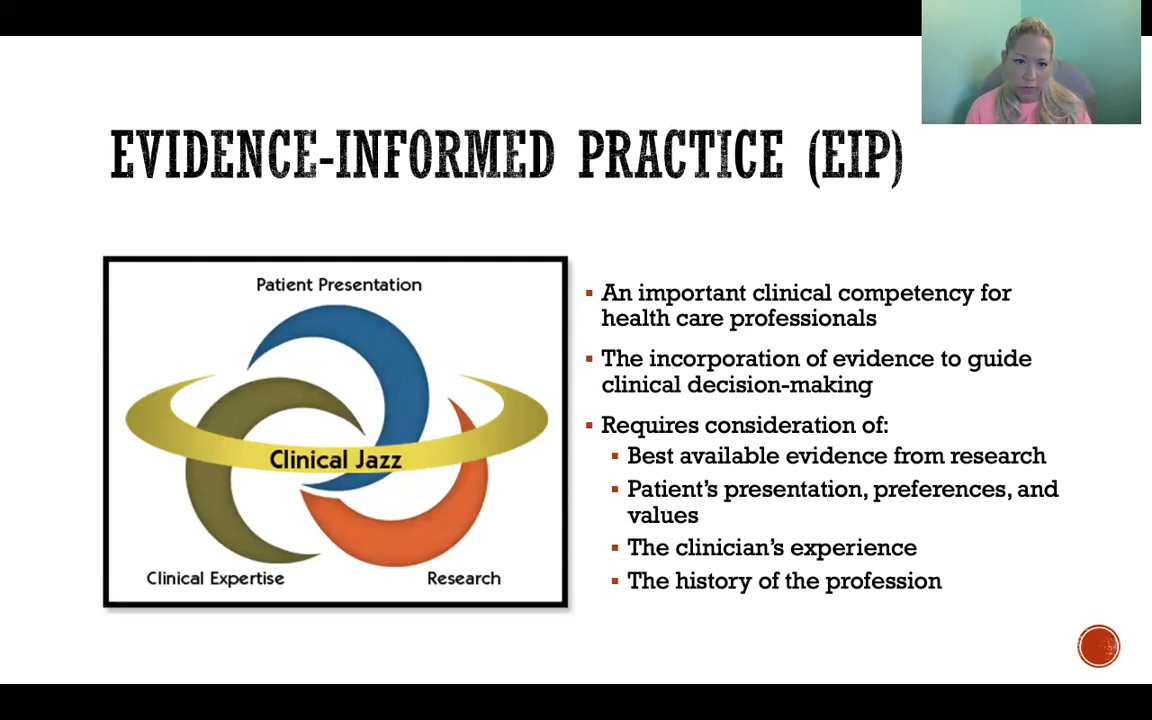 EVIDENCE-INFORMED PRACTICE (EIP)
Patient Presentation
Clinical Jazz
Clinical Expertise
Research
An important clinical competency for
health care professionals
The incorporation of evidence to guide
clinical decision-making
Requires consideration of:
Best available evidence from research
Patient’s presentation, preferences, and
values
The clinician’s experience
The history of the profession